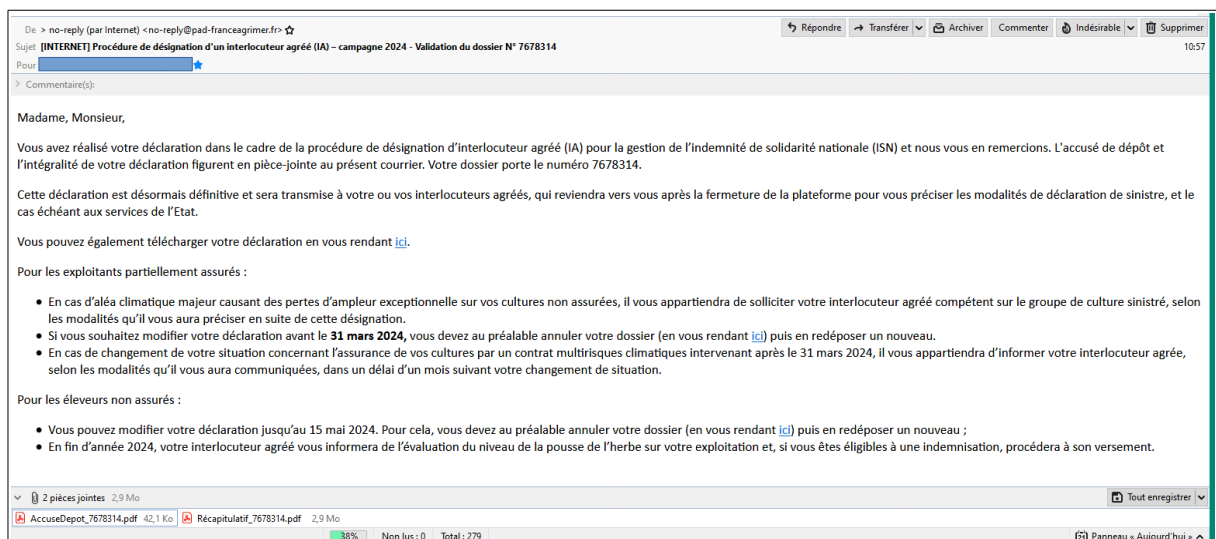 De > no-reply (par Internet) <no-reply@pad-franceagrimer.fr>
Répondre Transférer Archiver Commenter Indésirable Supprimer
Sujet [INTERNET] Procédure de désignation d'un interlocuteur agréé (IA) – campagne 2024 - Validation du dossier N° 7678314
10:57
Pour
> Commentaire(s):
Madame, Monsieur,
Vous avez réalisé votre déclaration dans le cadre de la procédure de désignation d'interlocuteur agréé (IA) pour la gestion de l'indemnité de solidarité nationale (ISN) et nous vous en remercions. L'accusé de dépôt et
l'intégralité de votre déclaration figurent en pièce-jointe au présent courrier. Votre dossier porte le numéro 7678314.
Cette déclaration est désormais définitive et sera transmise à votre ou vos interlocuteurs agréés, qui reviendra vers vous après la fermeture de la plateforme pour vous préciser les modalités de déclaration de sinistre, et le
cas échéant aux services de l'Etat.
Vous pouvez également télécharger votre déclaration en vous rendant ici.
Pour les exploitants partiellement assurés :
• En cas d'aléa climatique majeur causant des pertes d'ampleur exceptionnelle sur vos cultures non assurées, il vous appartiendra de solliciter votre interlocuteur agréé compétent sur le groupe de culture sinistré, selon
les modalités qu'il vous aura préciser en suite de cette désignation.
• Si vous souhaitez modifier votre déclaration avant le 31 mars 2024, vous devez au préalable annuler votre dossier (en vous rendant ici) puis en redéposer un nouveau.
• En cas de changement de votre situation concernant l'assurance de vos cultures par un contrat multirisques climatiques intervenant après le 31 mars 2024, il vous appartiendra d'informer votre interlocuteur agrée,
selon les modalités qu'il vous aura communiquées, dans un délai d'un mois suivant votre changement de situation.
Pour les éleveurs non assurés :
• Vous pouvez modifier votre déclaration jusqu'au 15 mai 2024. Pour cela, vous devez au préalable annuler votre dossier (en vous rendant ici) puis en redéposer un nouveau ;
• En fin d'année 2024, votre interlocuteur agréé vous informera de l'évaluation du niveau de la pousse de l'herbe sur votre exploitation et, si vous êtes éligibles à une indemnisation, procédera à son versement.
2 pièces jointes 2,9 Mo
Tout enregistrer
AccuseDepot_7678314.pdf 42,1 Ko Récapitulatif_7678314.pdf 2,9 Mo
38% Non lus : 0 Total : 279 Panneau « Aujourd'hui »